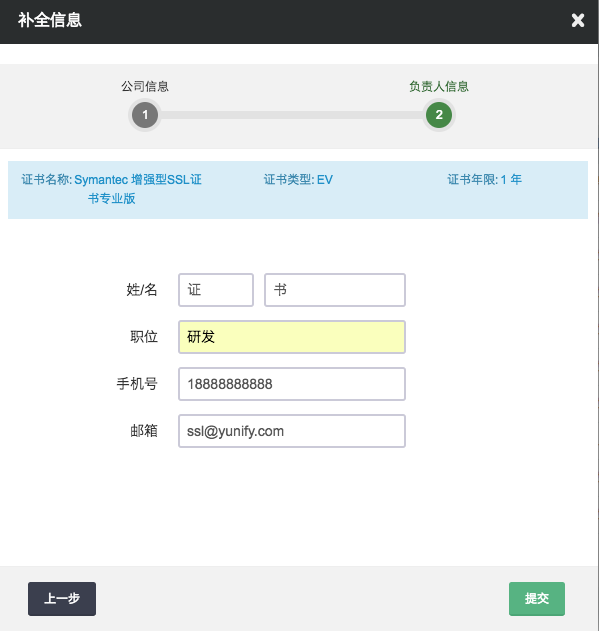 补全信息
公司信息 负责人信息
1 2
证书名称: Symantec 增强型SSL证 证书类型: EV 证书年限: 1 年
书专业版
姓/名 证 书
职位 研发
手机号 18888888888
邮箱 ssl@yunify.com
上一步 提交